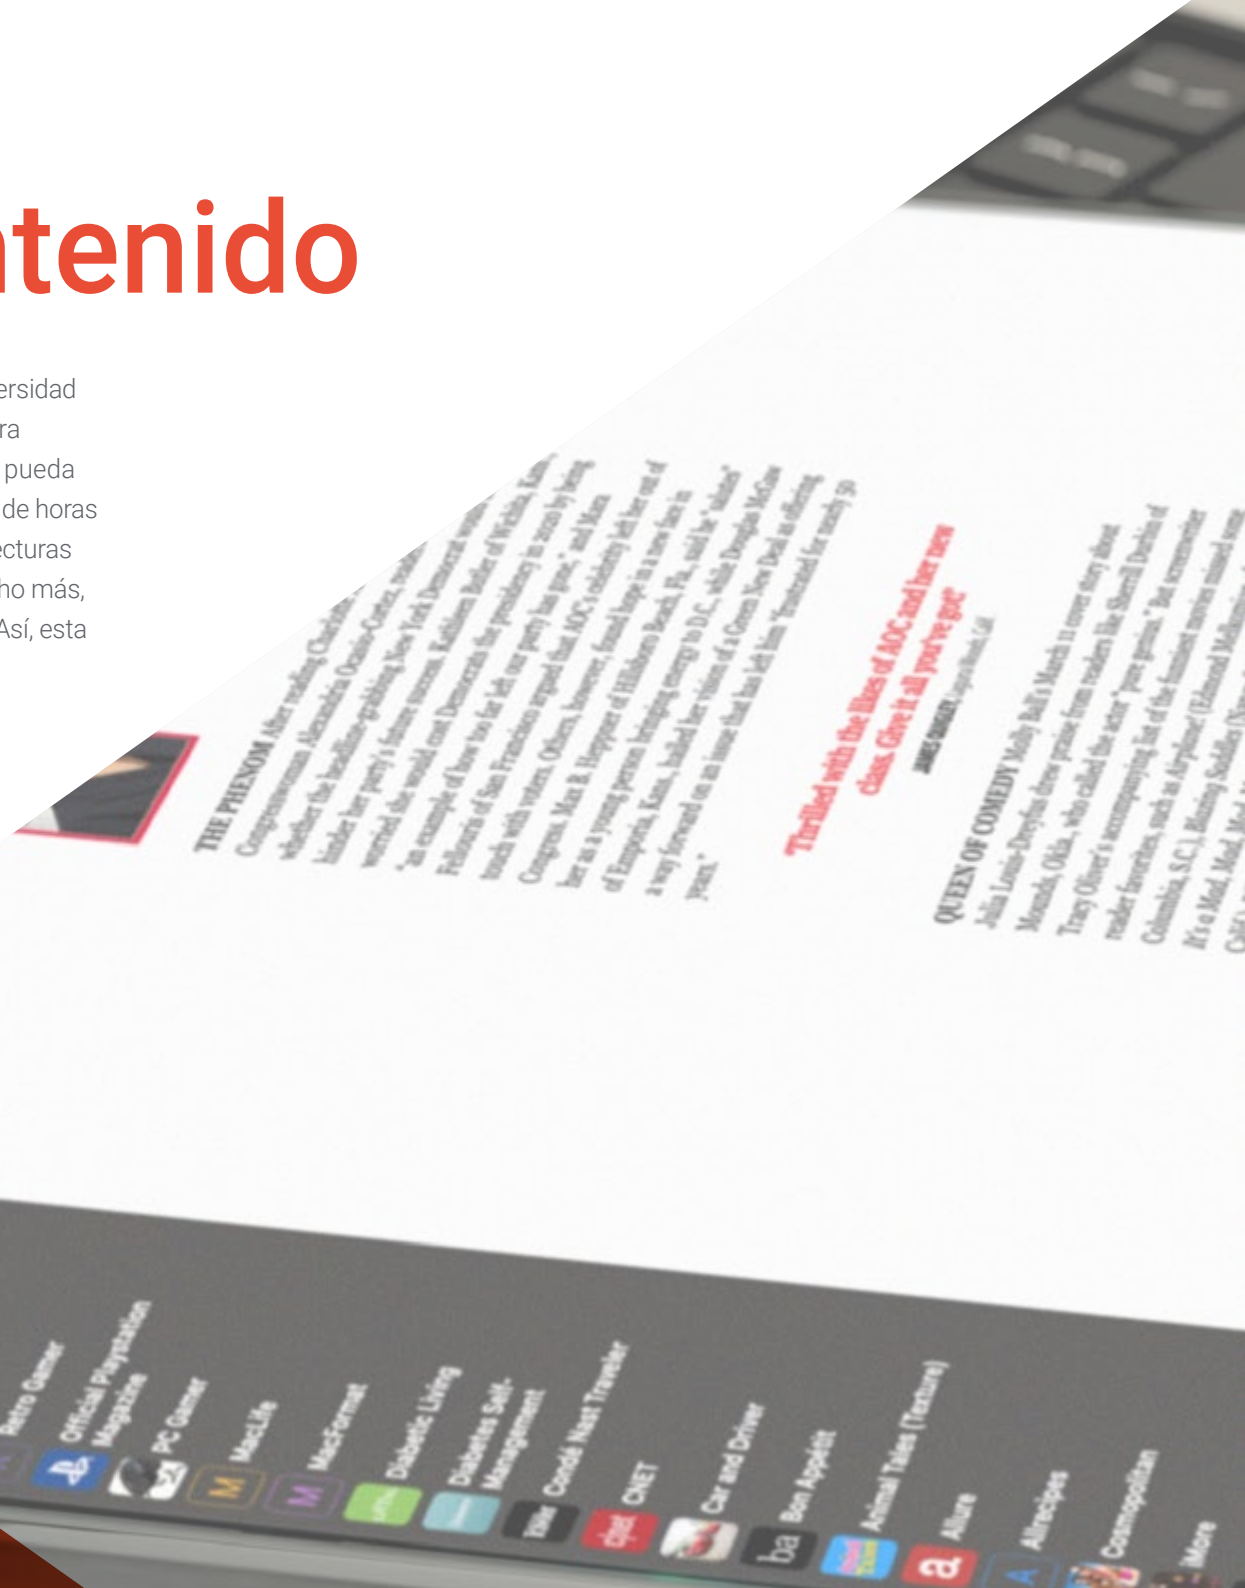 ntenido
ersidad
ra
pueda
de horas
ecturas
ho más,
Así, esta
THE PHENOM After reading Charlotte
Congresswoman Alexandria Ocasio-Cortez,
whether the headline-grabbing New York Democrat
hinder her party's future success. Kathleen Butler of Wichita, Kans.,
worried she would cost Democrats the presidency in 2020 by being
"an example of how too far left our party has gone," and Mara
Fellouris of San Francisco argued that AOC's celebrity left her out of
touch with voters. Others, however, found hope in a new face in
Congress. Max B. Heppner of Hillsboro Beach, Fla., said he "salutes"
her as a young person bringing energy to D.C., while Douglas McGaw
of Emporia, Kans., hailed her vision of a Green New Deal as offering
a way forward on an issue that has left him "frustrated for nearly 50
years."
"Thrilled with the likes of AOC and her new
class. Give it all you've got!"
QUEEN OF COMEDY Molly Ball's March 11 cover story about
Julia Louis-Dreyfus drew praise from readers like Sherrill Durbin of
Mounds, Okla., who called the actor "pure genius." But screenwriter
Tracy Oliver's accompanying list of the funniest movies missed some
reader favorites, such as Airplane! (Edmond
Columbia, S.C.), Blazing Saddles
It's a Mad, Mad, Mad, Mad
Calif.)
Retro Gamer
Official Playstation
Magazine
PC Gamer
M
MacLife
M
MacFormat
Diabetic Living
Diabetes Self-
Management
Condé Nast Traveler
cnet
CNET
Car and Driver
ba
Bon Appétit
Animal Tales (Texture)
a
Allure
A
Allrecipes
Cosmopolitan
iMore